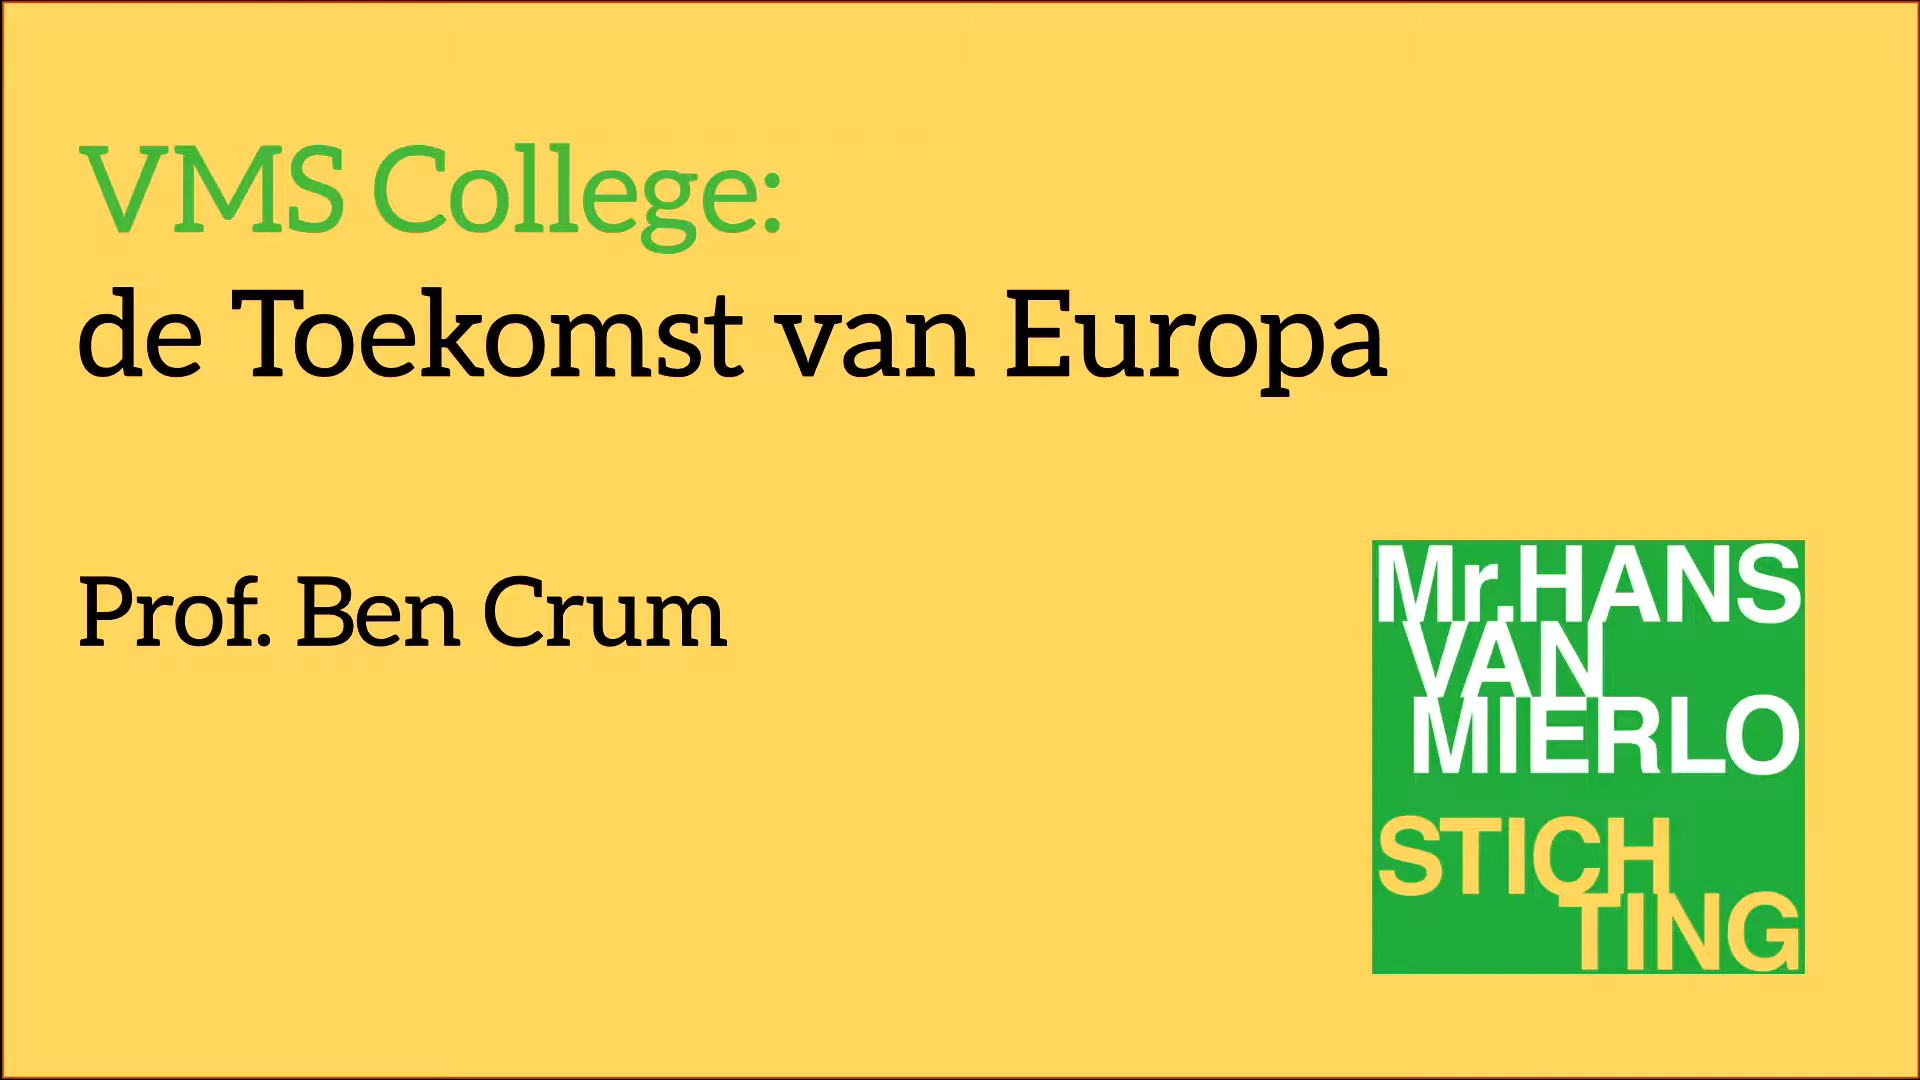 VMS College:
de Toekomst van Europa
Prof. Ben Crum
Mr.HANS
VAN
MIERLO
STICH
TING